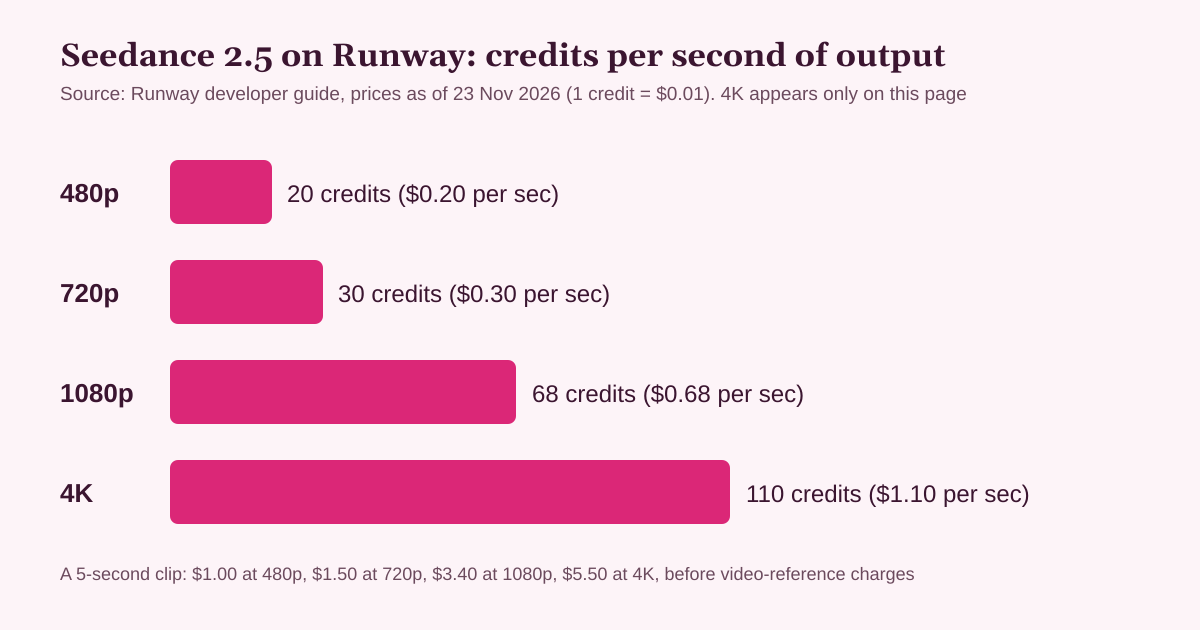 Seedance 2.5 on Runway: credits per second of output
Source: Runway developer guide, prices as of 23 Nov 2026 (1 credit = $0.01). 4K appears only on this page
480p
20 credits ($0.20 per sec)
720p
30 credits ($0.30 per sec)
1080p
68 credits ($0.68 per sec)
4K
110 credits ($1.10 per sec)
A 5-second clip: $1.00 at 480p, $1.50 at 720p, $3.40 at 1080p, $5.50 at 4K, before video-reference charges